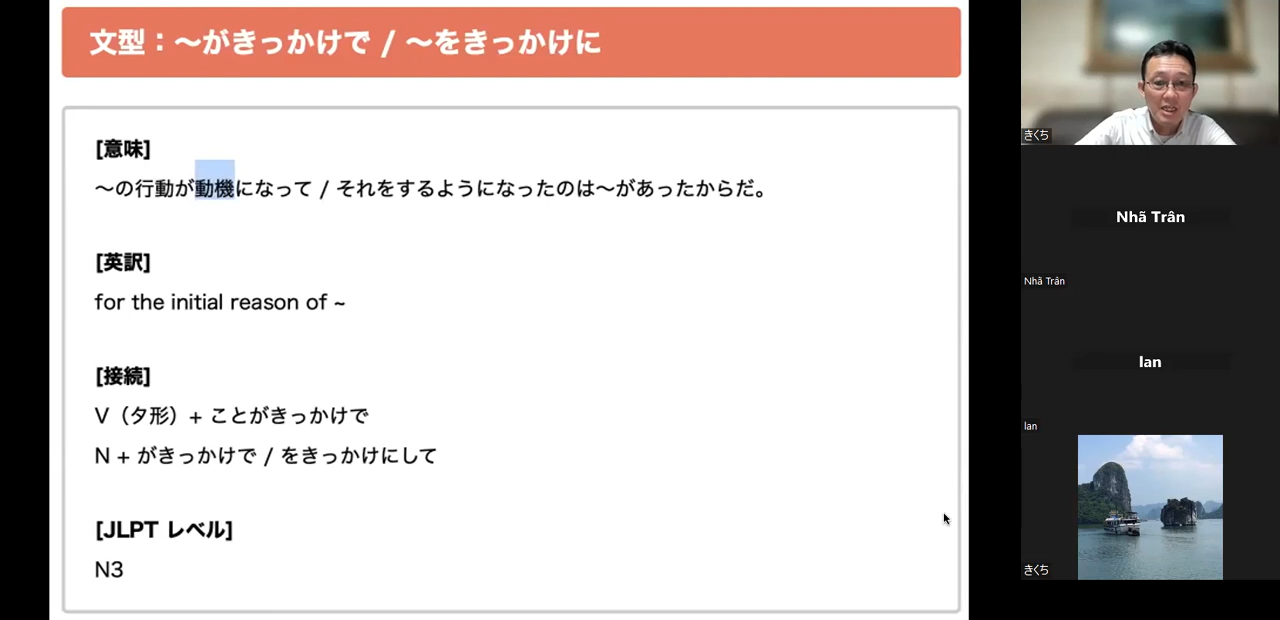 文型：〜がきっかけで / 〜をきっかけに
[意味]
〜の行動が動機になって / それをするようになったのは〜があったからだ。
[英訳]
for the initial reason of ~
[接続]
V（タ形）+ ことがきっかけで
N + がきっかけで / をきっかけにして
[JLPT レベル]
N3
きくち
Nhã Trân
Nhã Trân
lan
lan
きくち